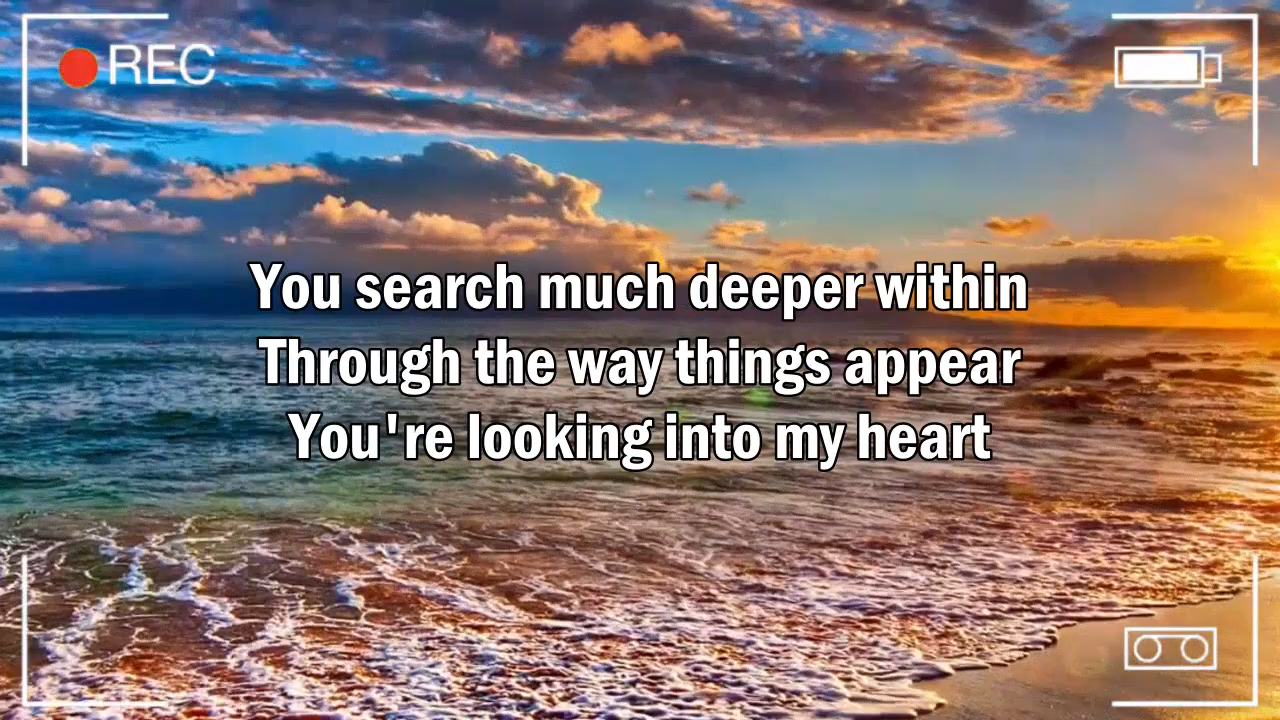 REC
You search much deeper within
Through the way things appear
You're looking into my heart